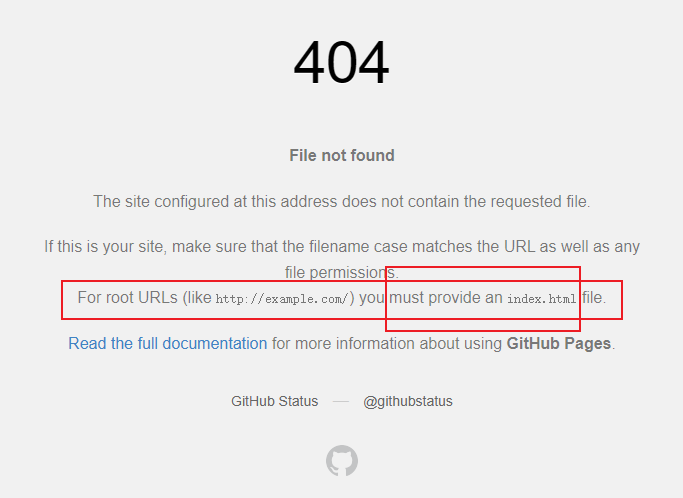 404
File not found
The site configured at this address does not contain the requested file.
If this is your site, make sure that the filename case matches the URL as well as any
file permissions.
For root URLs (like http://example.com/) you must provide an index.html file.
Read the full documentation for more information about using GitHub Pages.
GitHub Status — @githubstatus